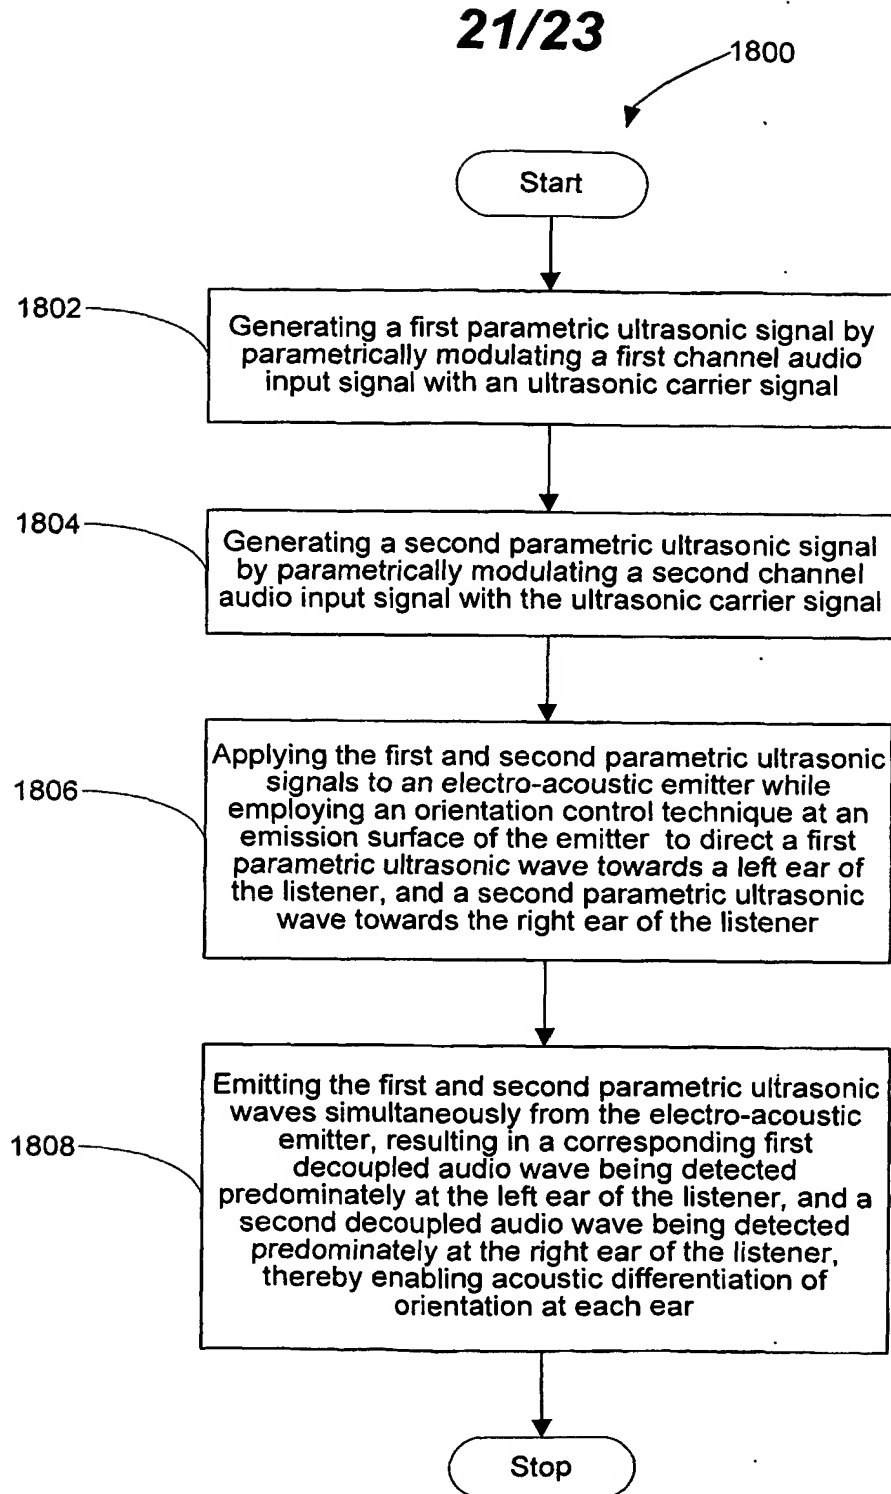 21/23
1800
Start
1802
Generating a first parametric ultrasonic signal by
parametrically modulating a first channel audio
input signal with an ultrasonic carrier signal
1804
Generating a second parametric ultrasonic signal
by parametrically modulating a second channel
audio input signal with the ultrasonic carrier signal
1806
Applying the first and second parametric ultrasonic
signals to an electro-acoustic emitter while
employing an orientation control technique at an
emission surface of the emitter to direct a first
parametric ultrasonic wave towards a left ear of
the listener, and a second parametric ultrasonic
wave towards the right ear of the listener
1808
Emitting the first and second parametric ultrasonic
waves simultaneously from the electro-acoustic
emitter, resulting in a corresponding first
decoupled audio wave being detected
predominately at the left ear of the listener, and a
second decoupled audio wave being detected
predominately at the right ear of the listener,
thereby enabling acoustic differentiation of
orientation at each ear
Stop